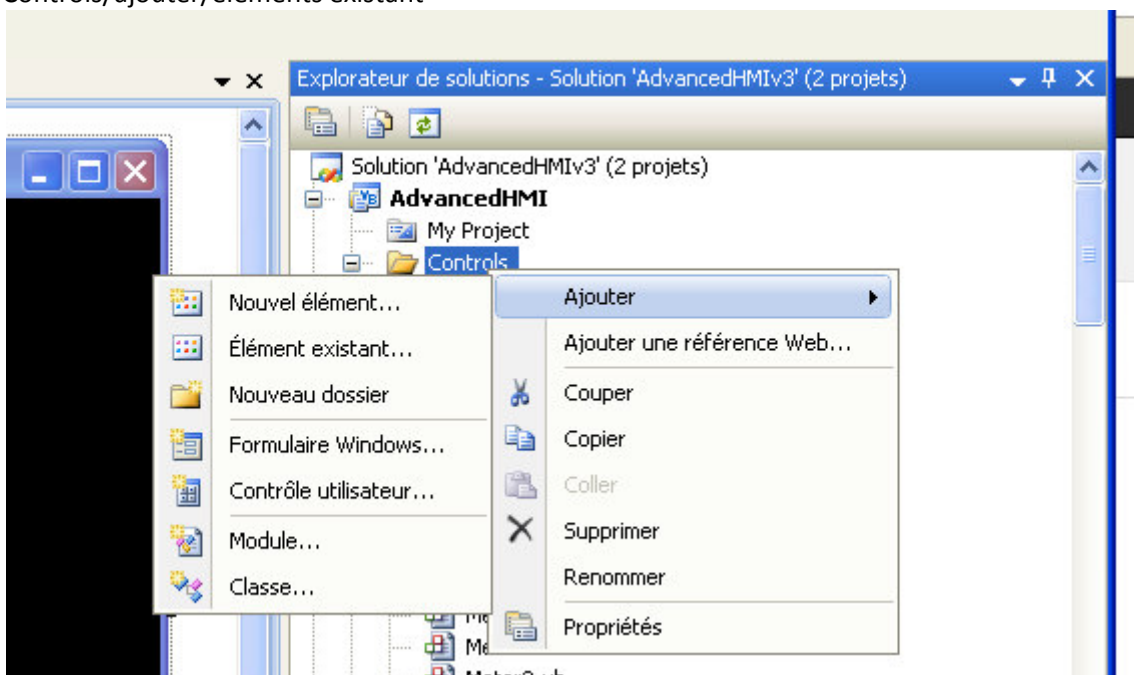 Controls/ajouter/éléments existant
Explorateur de solutions - Solution 'AdvancedHMIv3' (2 projets)
Solution 'AdvancedHMIv3' (2 projets)
AdvancedHMI
My Project
Controls
Nouvel élément...
Élément existant...
Nouveau dossier
Formulaire Windows...
Contrôle utilisateur...
Module...
Classe...
Ajouter
Ajouter une référence Web...
Couper
Copier
Coller
Supprimer
Renommer
Propriétés